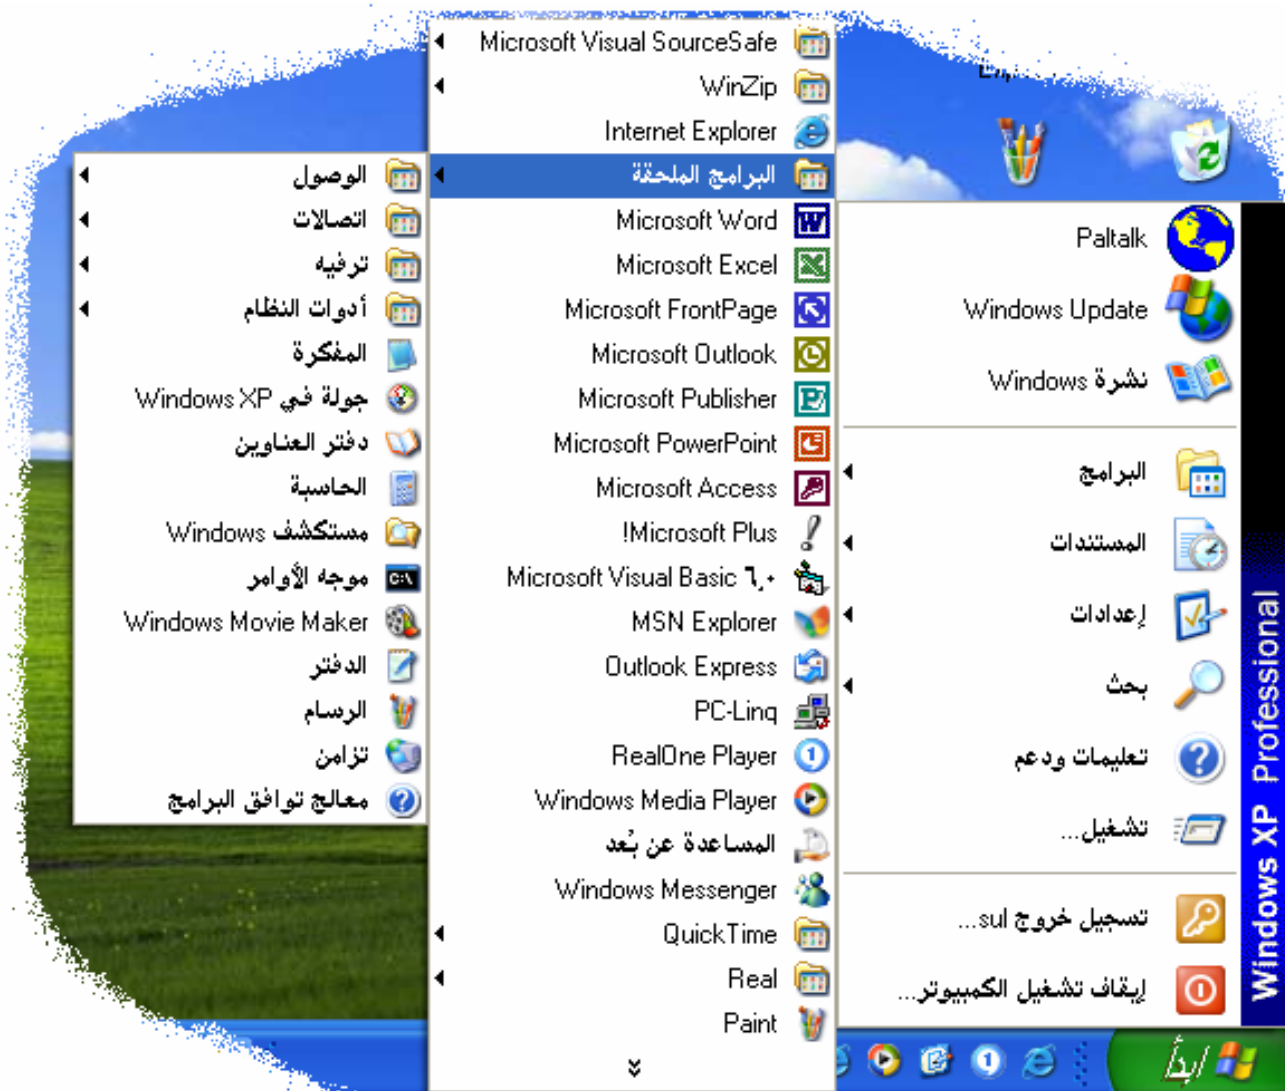 Paltalk
Windows Update
نشرة Windows
البرامج
المستندات
إعدادات
بحث
تعليمات ودعم
تشغيل...
تسجيل خروج sul...
إيقاف تشغيل الكمبيوتر...
Windows XP Professional
ابدأ
Microsoft Visual SourceSafe
WinZip
Internet Explorer
البرامج الملحقة
Microsoft Word
Microsoft Excel
Microsoft FrontPage
Microsoft Outlook
Microsoft Publisher
Microsoft PowerPoint
Microsoft Access
!Microsoft Plus
Microsoft Visual Basic ٦,٠
MSN Explorer
Outlook Express
PC-Linq
RealOne Player
Windows Media Player
المساعدة عن بُعد
Windows Messenger
QuickTime
Real
Paint
الوصول
اتصالات
ترفيه
أدوات النظام
المفكرة
جولة في Windows XP
دفتر العناوين
الحاسبة
مستكشف Windows
موجه الأوامر
C:\
Windows Movie Maker
الدفتر
الرسام
تزامن
معالج توافق البرامج